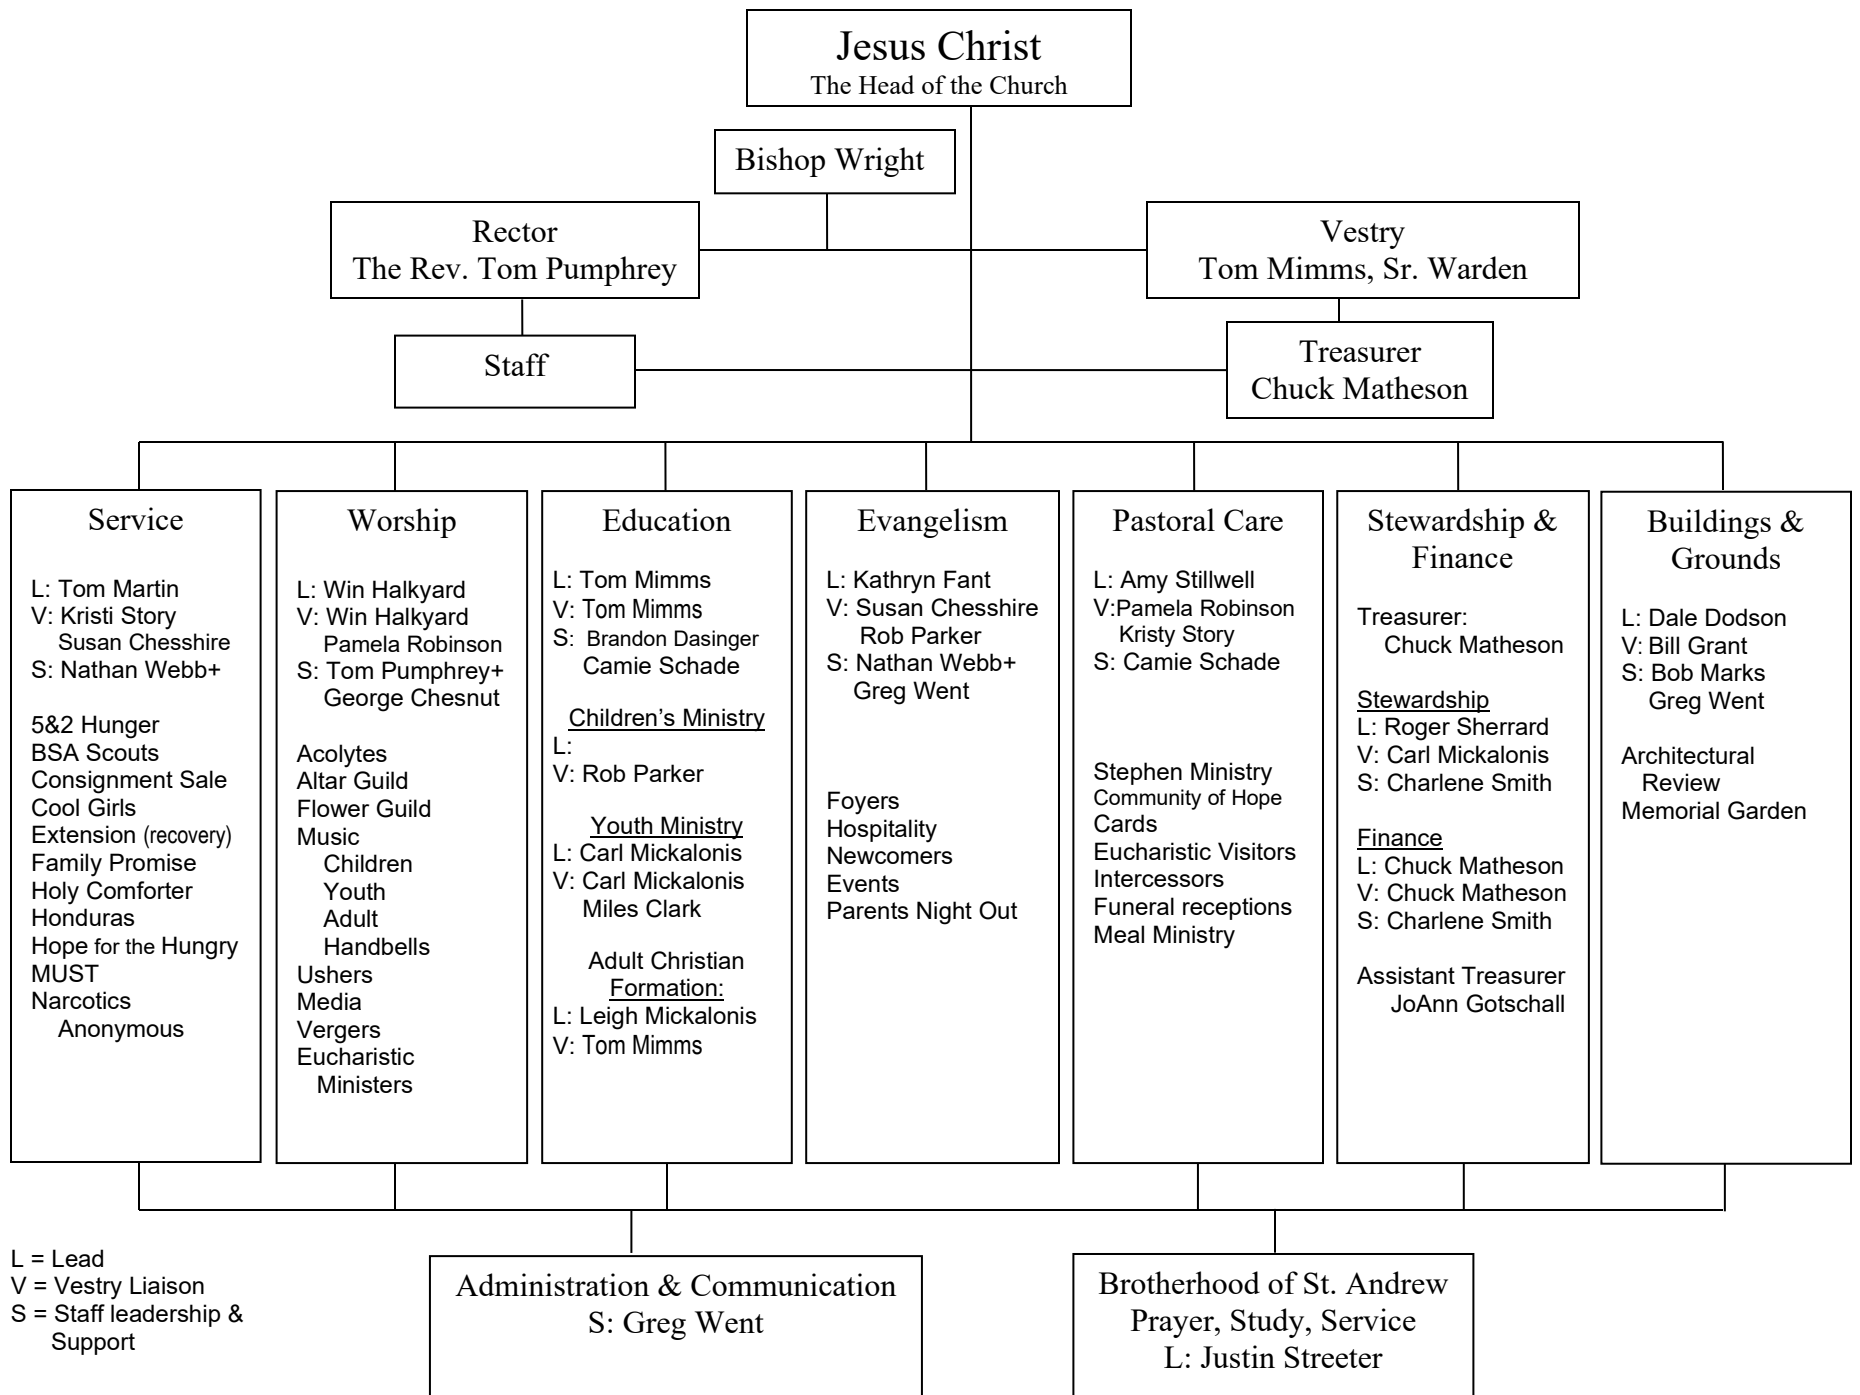 Jesus Christ
The Head of the Church
Bishop Wright
Rector
The Rev. Tom Pumphrey
Vestry
Tom Mimms, Sr. Warden
Staff
Treasurer
Chuck Matheson
Service
L: Tom Martin
V: Kristi Story
Susan Chesshire
S: Nathan Webb+
5&2 Hunger
BSA Scouts
Consignment Sale
Cool Girls
Extension (recovery)
Family Promise
Holy Comforter
Honduras
Hope for the Hungry
MUST
Narcotics
Anonymous
Worship
L: Win Halkyard
V: Win Halkyard
Pamela Robinson
S: Tom Pumphrey+
George Chesnut
Acolytes
Altar Guild
Flower Guild
Music
Children
Youth
Adult
Handbells
Ushers
Media
Vergers
Eucharistic
Ministers
Education
L: Tom Mimms
V: Tom Mimms
S: Brandon Dasinger
Camie Schade
Children’s Ministry
L:
V: Rob Parker
Youth Ministry
L: Carl Mickalonis
V: Carl Mickalonis
Miles Clark
Adult Christian
Formation:
L: Leigh Mickalonis
V: Tom Mimms
Evangelism
L: Kathryn Fant
V: Susan Chesshire
Rob Parker
S: Nathan Webb+
Greg Went
Foyers
Hospitality
Newcomers
Events
Parents Night Out
Pastoral Care
L: Amy Stillwell
V:Pamela Robinson
Kristy Story
S: Camie Schade
Stephen Ministry
Community of Hope
Cards
Eucharistic Visitors
Intercessors
Funeral receptions
Meal Ministry
Stewardship &
Finance
Treasurer:
Chuck Matheson
Stewardship
L: Roger Sherrard
V: Carl Mickalonis
S: Charlene Smith
Finance
L: Chuck Matheson
V: Chuck Matheson
S: Charlene Smith
Assistant Treasurer
JoAnn Gotschall
Buildings &
Grounds
L: Dale Dodson
V: Bill Grant
S: Bob Marks
Greg Went
Architectural
Review
Memorial Garden
L = Lead
V = Vestry Liaison
S = Staff leadership &
Support
Administration & Communication
S: Greg Went
Brotherhood of St. Andrew
Prayer, Study, Service
L: Justin Streeter